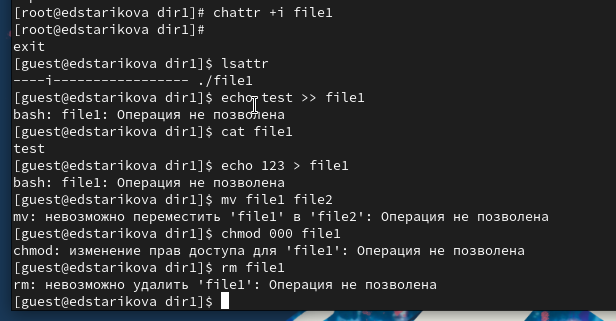 [root@edstarikova dir1]# chattr +i file1
[root@edstarikova dir1]#
exit
[guest@edstarikova dir1]$ lsattr
----i----------------- ./file1
[guest@edstarikova dir1]$ echo test >> file1
bash: file1: Операция не позволена
[guest@edstarikova dir1]$ cat file1
test
[guest@edstarikova dir1]$ echo 123 > file1
bash: file1: Операция не позволена
[guest@edstarikova dir1]$ mv file1 file2
mv: невозможно переместить 'file1' в 'file2': Операция не позволена
[guest@edstarikova dir1]$ chmod 000 file1
chmod: изменение прав доступа для 'file1': Операция не позволена
[guest@edstarikova dir1]$ rm file1
rm: невозможно удалить 'file1': Операция не позволена
[guest@edstarikova dir1]$